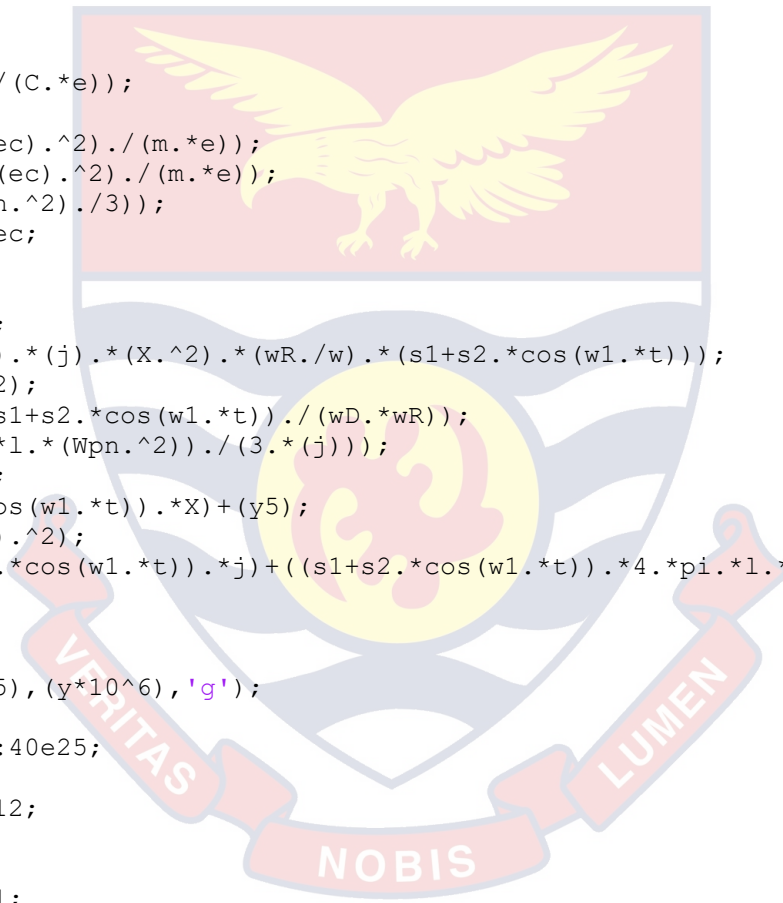 /(C.*e));
ec).^2)./(m.*e));
(ec).^2)./(m.*e));
n.^2)./3));
ec;
;
).*(j).*(X.^2).*(wR./w).*(s1+s2.*cos(w1.*t)));
2);
s1+s2.*cos(w1.*t))./(wD.*wR));
*l.*(Wpn.^2))./(3.*(j)));
;
os(w1.*t)).*X)+(y5);
).^2);
.*cos(w1.*t)).*j)+((s1+s2.*cos(w1.*t)).*4.*pi.*l.*
5),(y*10^6),'g');
:40e25;
12;
1;
VERITAS
NOBIS
LUMEN